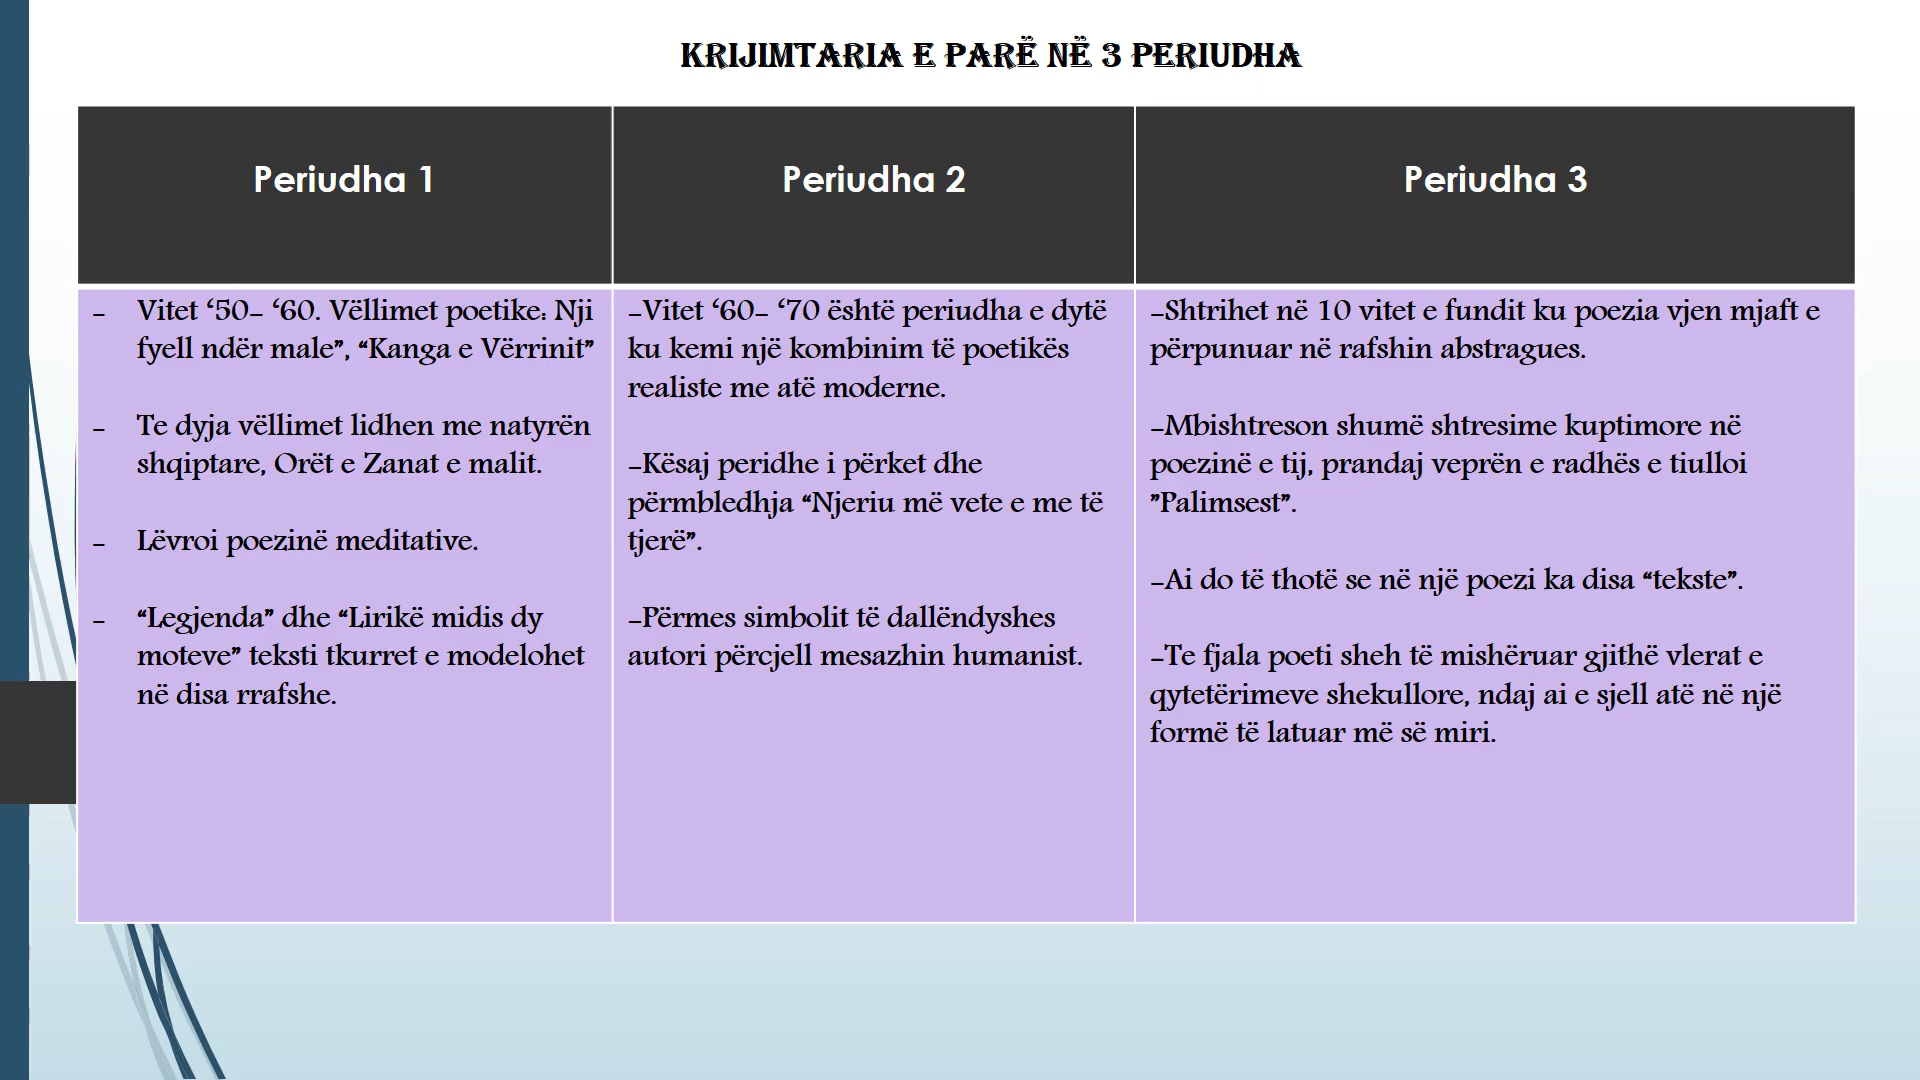 KRIJIMTARIA E PARË NË 3 PERIUDHA
Periudha 1
Periudha 2
Periudha 3
- Vitet ‘50- ‘60. Vëllimet poetike: Nji
fyell ndër male”, “Kanga e Vërrinit”
- Te dyja vëllimet lidhen me natyrën
shqiptare, Orët e Zanat e malit.
- Lëvroi poezinë meditative.
- “Legjenda” dhe “Lirikë midis dy
moteve” teksti tkurret e modelohet
në disa rrafshe.
-Vitet ‘60- ‘70 është periudha e dytë
ku kemi një kombinim të poetikës
realiste me atë moderne.
-Kësaj peridhe i përket dhe
përmbledhja “Njeriu më vete e me të
tjerë”.
-Përmes simbolit të dallëndyshes
autori përcjell mesazhin humanist.
-Shtrihet në 10 vitet e fundit ku poezia vjen mjaft e
përpunuar në rafshin abstragues.
-Mbishtreson shumë shtresime kuptimore në
poezinë e tij, prandaj veprën e radhës e tiulloi
”Palimsest”.
-Ai do të thotë se në një poezi ka disa “tekste”.
-Te fjala poeti sheh të mishëruar gjithë vlerat e
qytetërimeve shekullore, ndaj ai e sjell atë në një
formë të latuar më së miri.